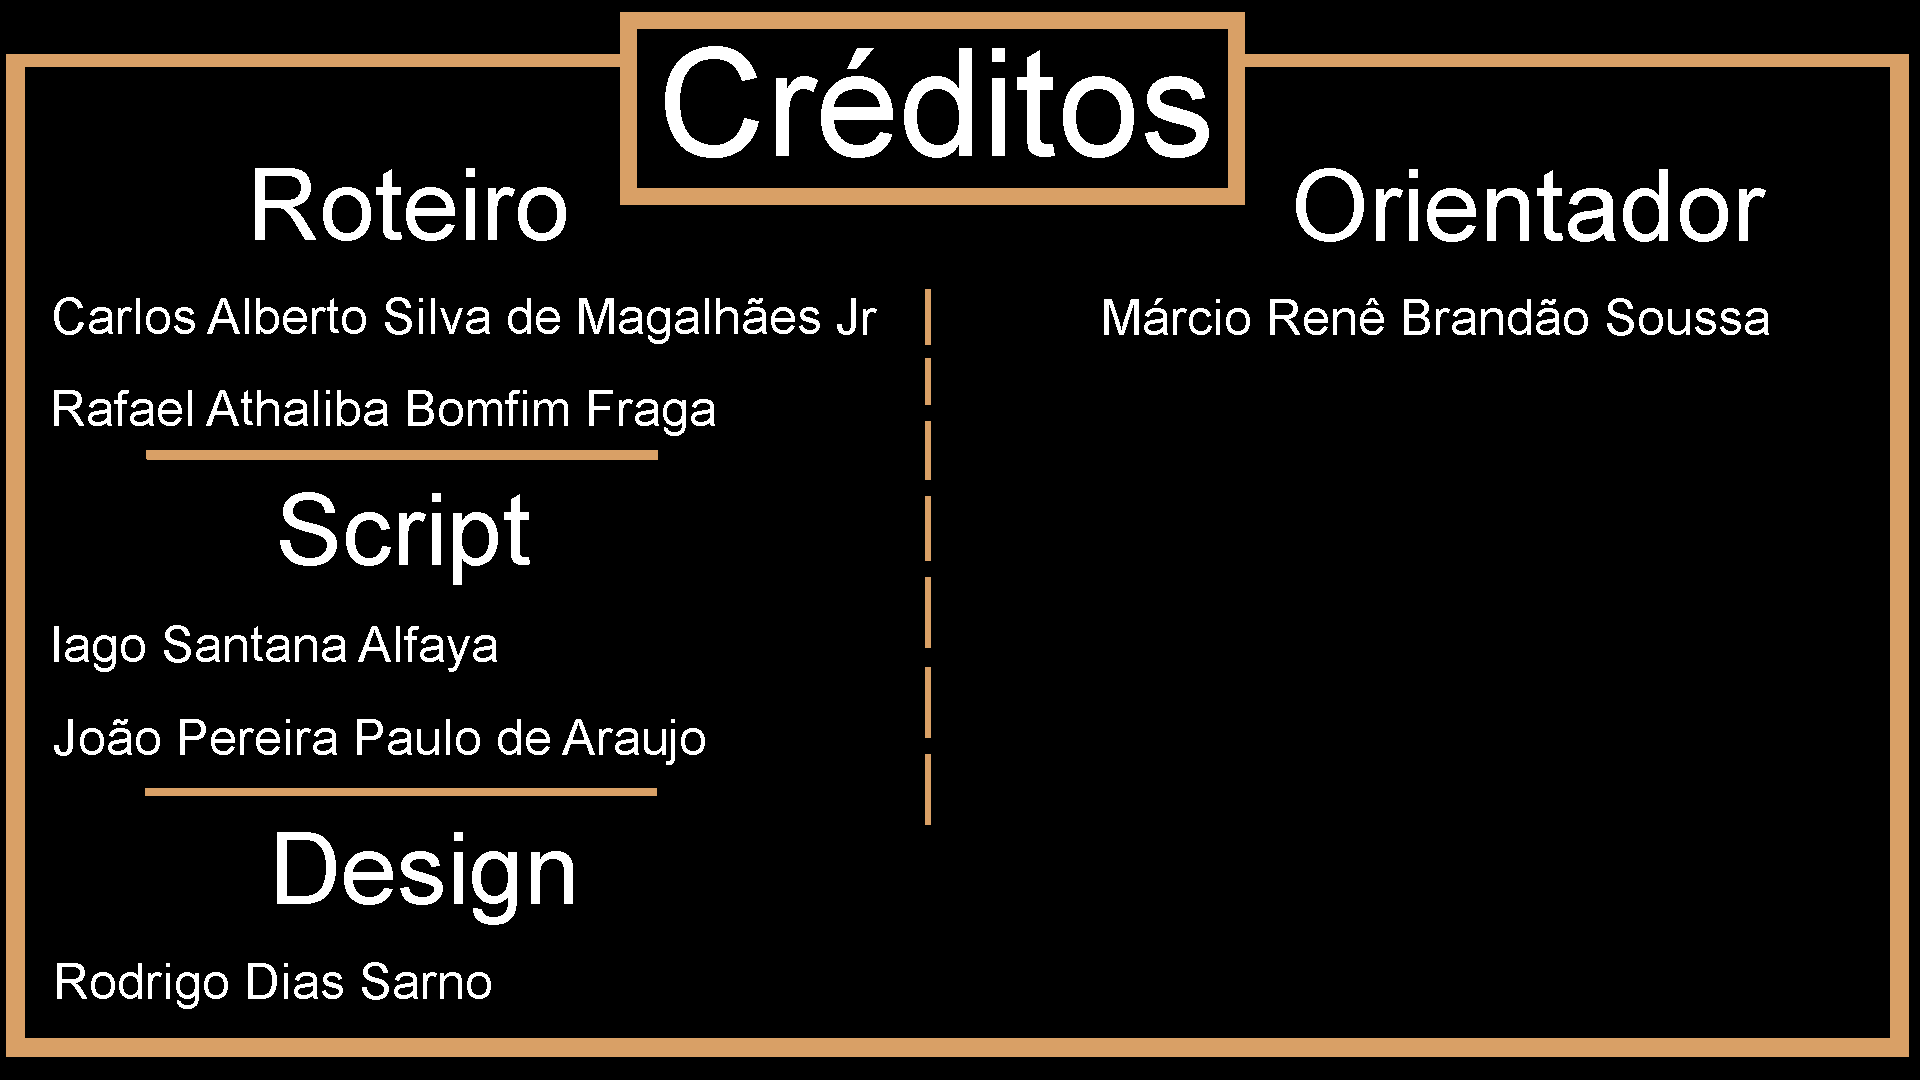 Créditos
Roteiro
Carlos Alberto Silva de Magalhães Jr
Rafael Athaliba Bomfim Fraga
Script
Iago Santana Alfaya
João Pereira Paulo de Araujo
Design
Rodrigo Dias Sarno
Orientador
Márcio Renê Brandão Soussa